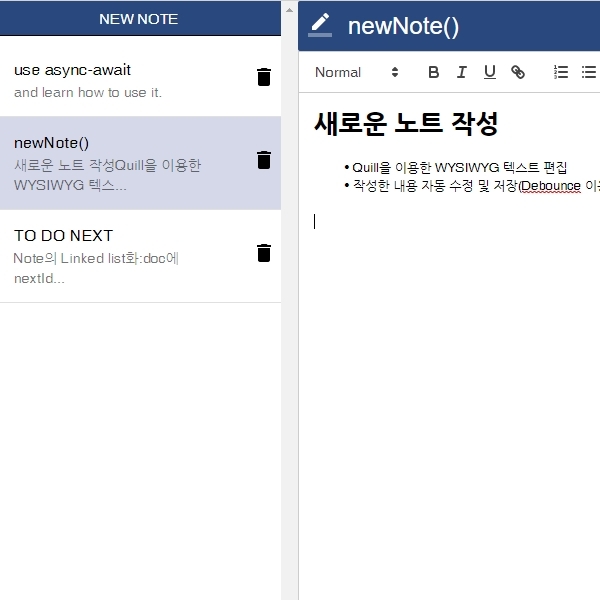 NEW NOTE
use async-await
and learn how to use it.
newNote()
새로운 노트 작성Quill을 이용한
WYSIWYG 텍스...
TO DO NEXT
Note의 Linked list화:doc에
nextId...
newNote()
Normal B I U
새로운 노트 작성
• Quill을 이용한 WYSIWYG 텍스트 편집
• 작성한 내용 자동 수정 및 저장(Debounce